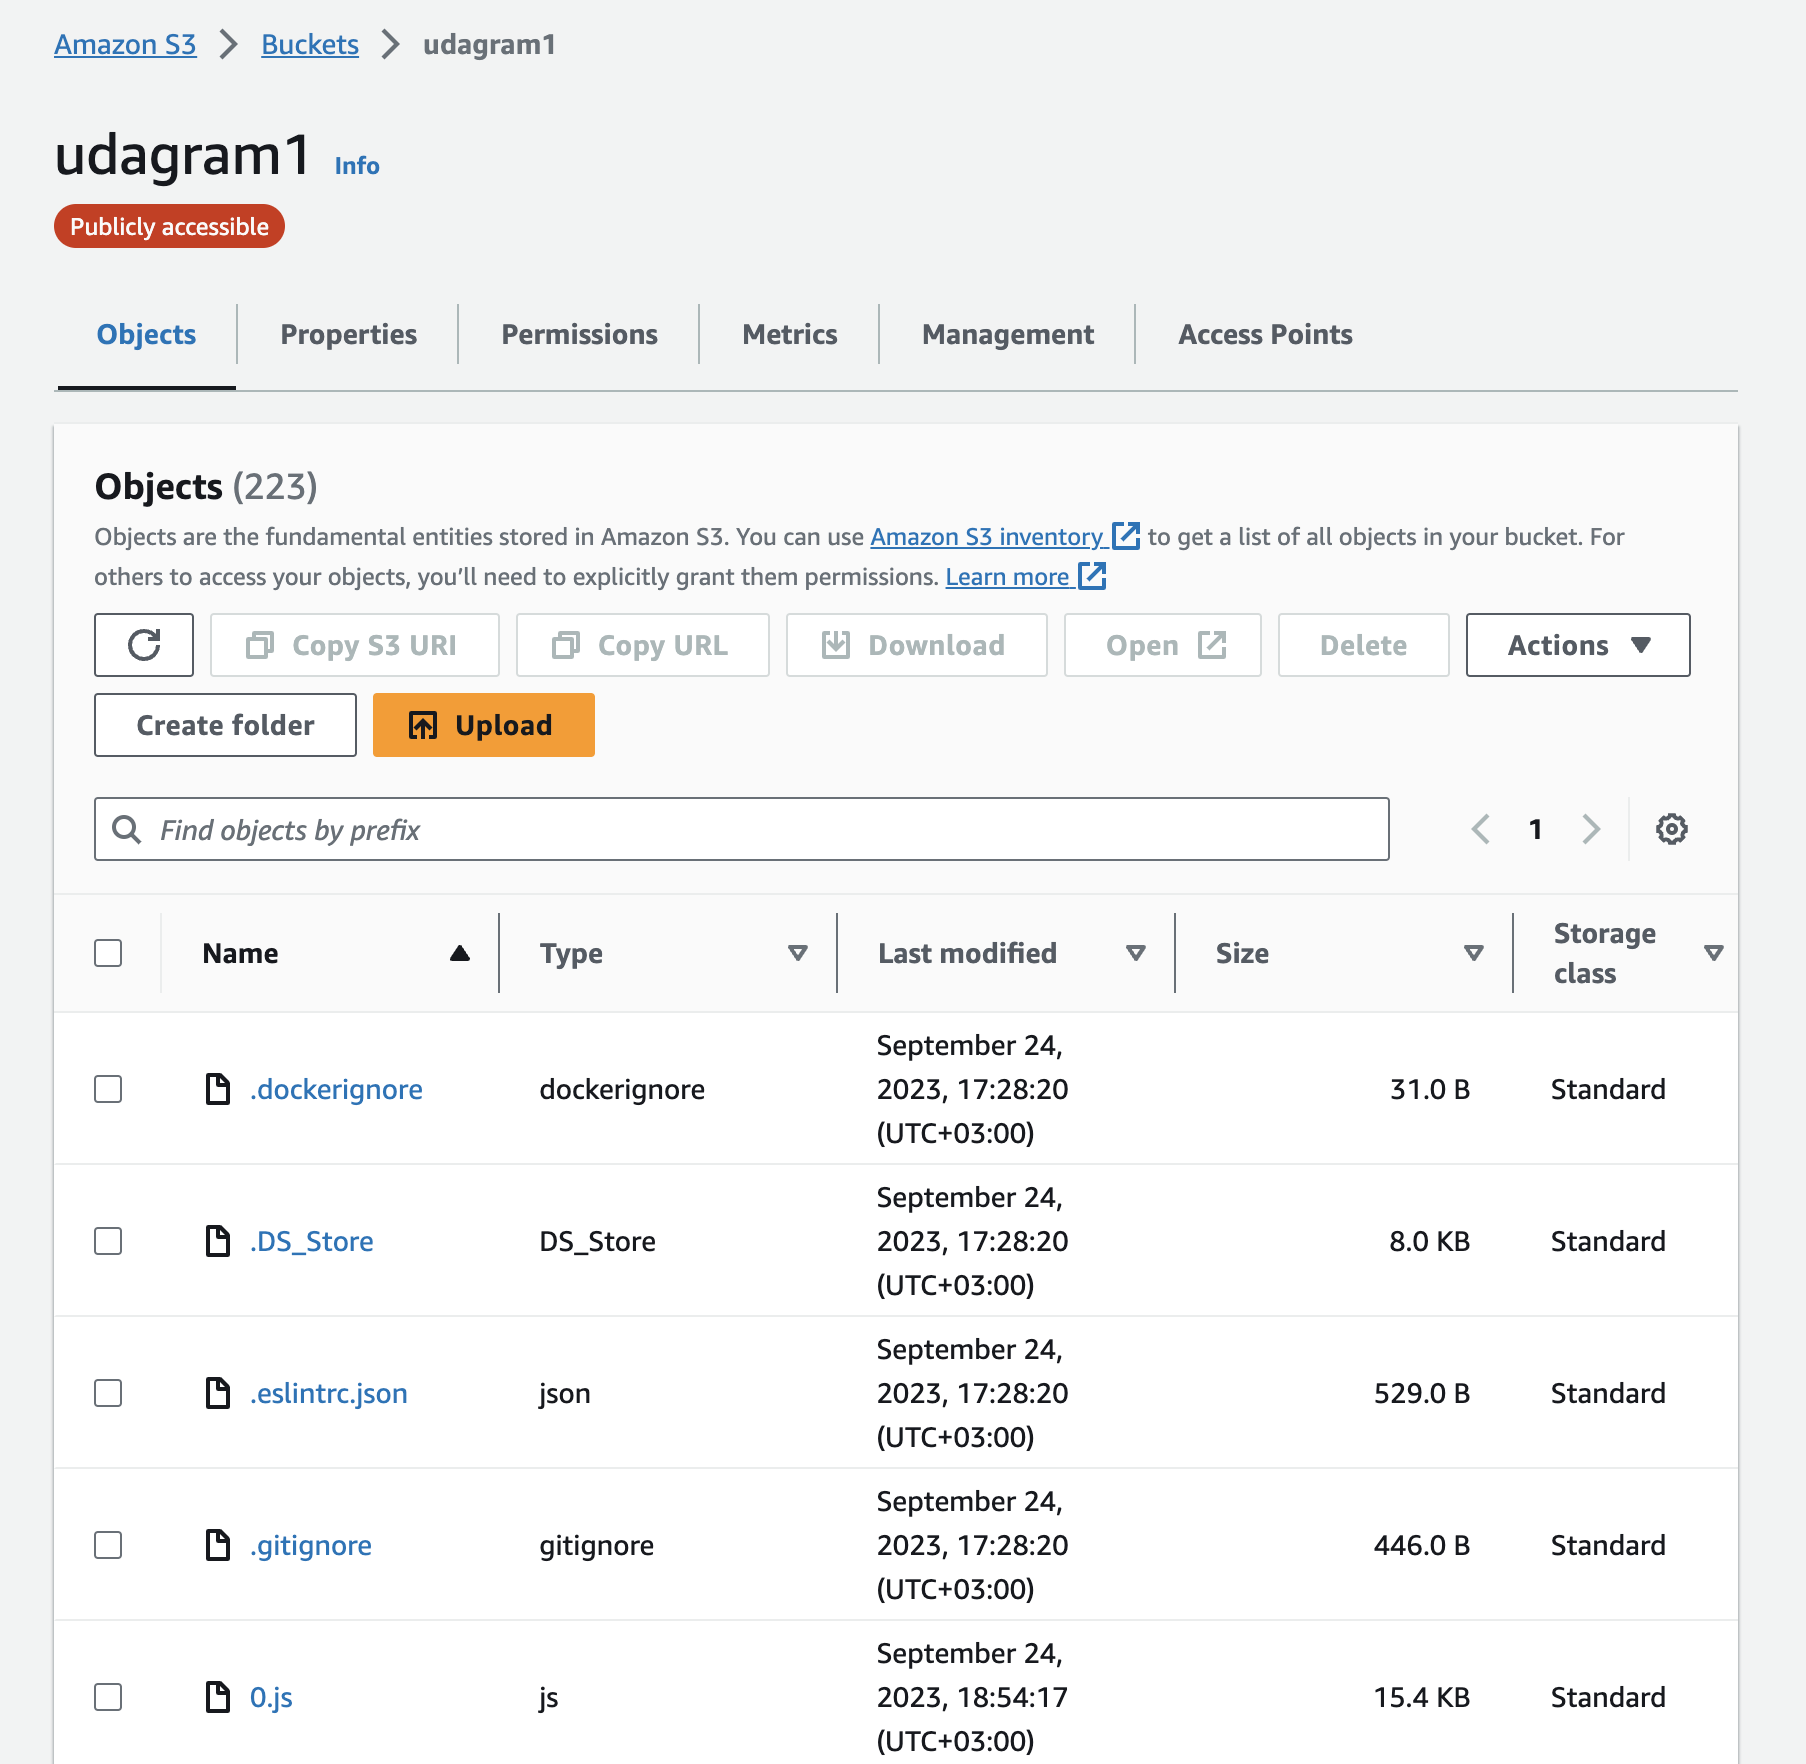 Amazon S3 > Buckets > udagram1
udagram1 Info
Publicly accessible
Objects Properties Permissions Metrics Management Access Points
Objects (223)
Objects are the fundamental entities stored in Amazon S3. You can use Amazon S3 inventory to get a list of all objects in your bucket. For
others to access your objects, you’ll need to explicitly grant them permissions. Learn more
Copy S3 URI Copy URL Download Open Delete Actions
Create folder Upload
Find objects by prefix 1
Name Type Last modified Size Storage
class
September 24,
.dockerignore dockerignore 2023, 17:28:20 31.0 B Standard
(UTC+03:00)
September 24,
.DS_Store DS_Store 2023, 17:28:20 8.0 KB Standard
(UTC+03:00)
September 24,
.eslintrc.json json 2023, 17:28:20 529.0 B Standard
(UTC+03:00)
September 24,
.gitignore gitignore 2023, 17:28:20 446.0 B Standard
(UTC+03:00)
September 24,
0.js js 2023, 18:54:17 15.4 KB Standard
(UTC+03:00)